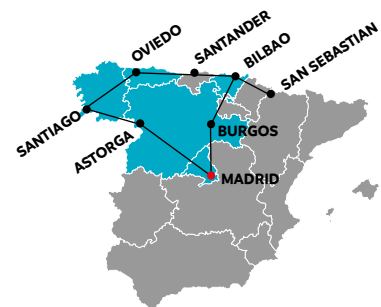 OVIEDO
SANTANDER
BILBAO
SAN SEBASTIAN
SANTIAGO
ASTORGA
BURGOS
MADRID